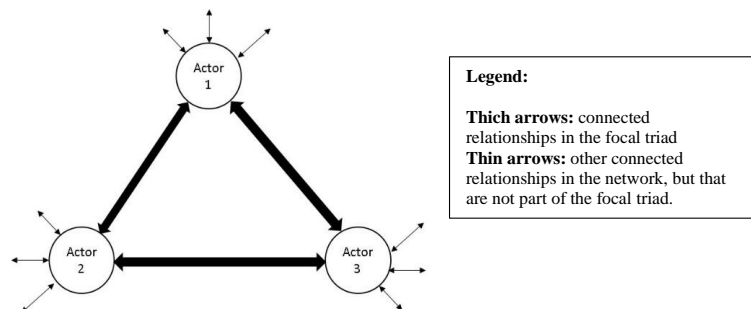 Actor
1
Actor
2
Actor
3
Legend:
Thich arrows: connected
relationships in the focal triad
Thin arrows: other connected
relationships in the network, but that
are not part of the focal triad.